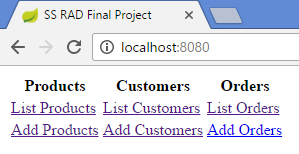 SS RAD Final Project
localhost:8080
Products Customers Orders
List Products List Customers List Orders
Add Products Add Customers Add Orders